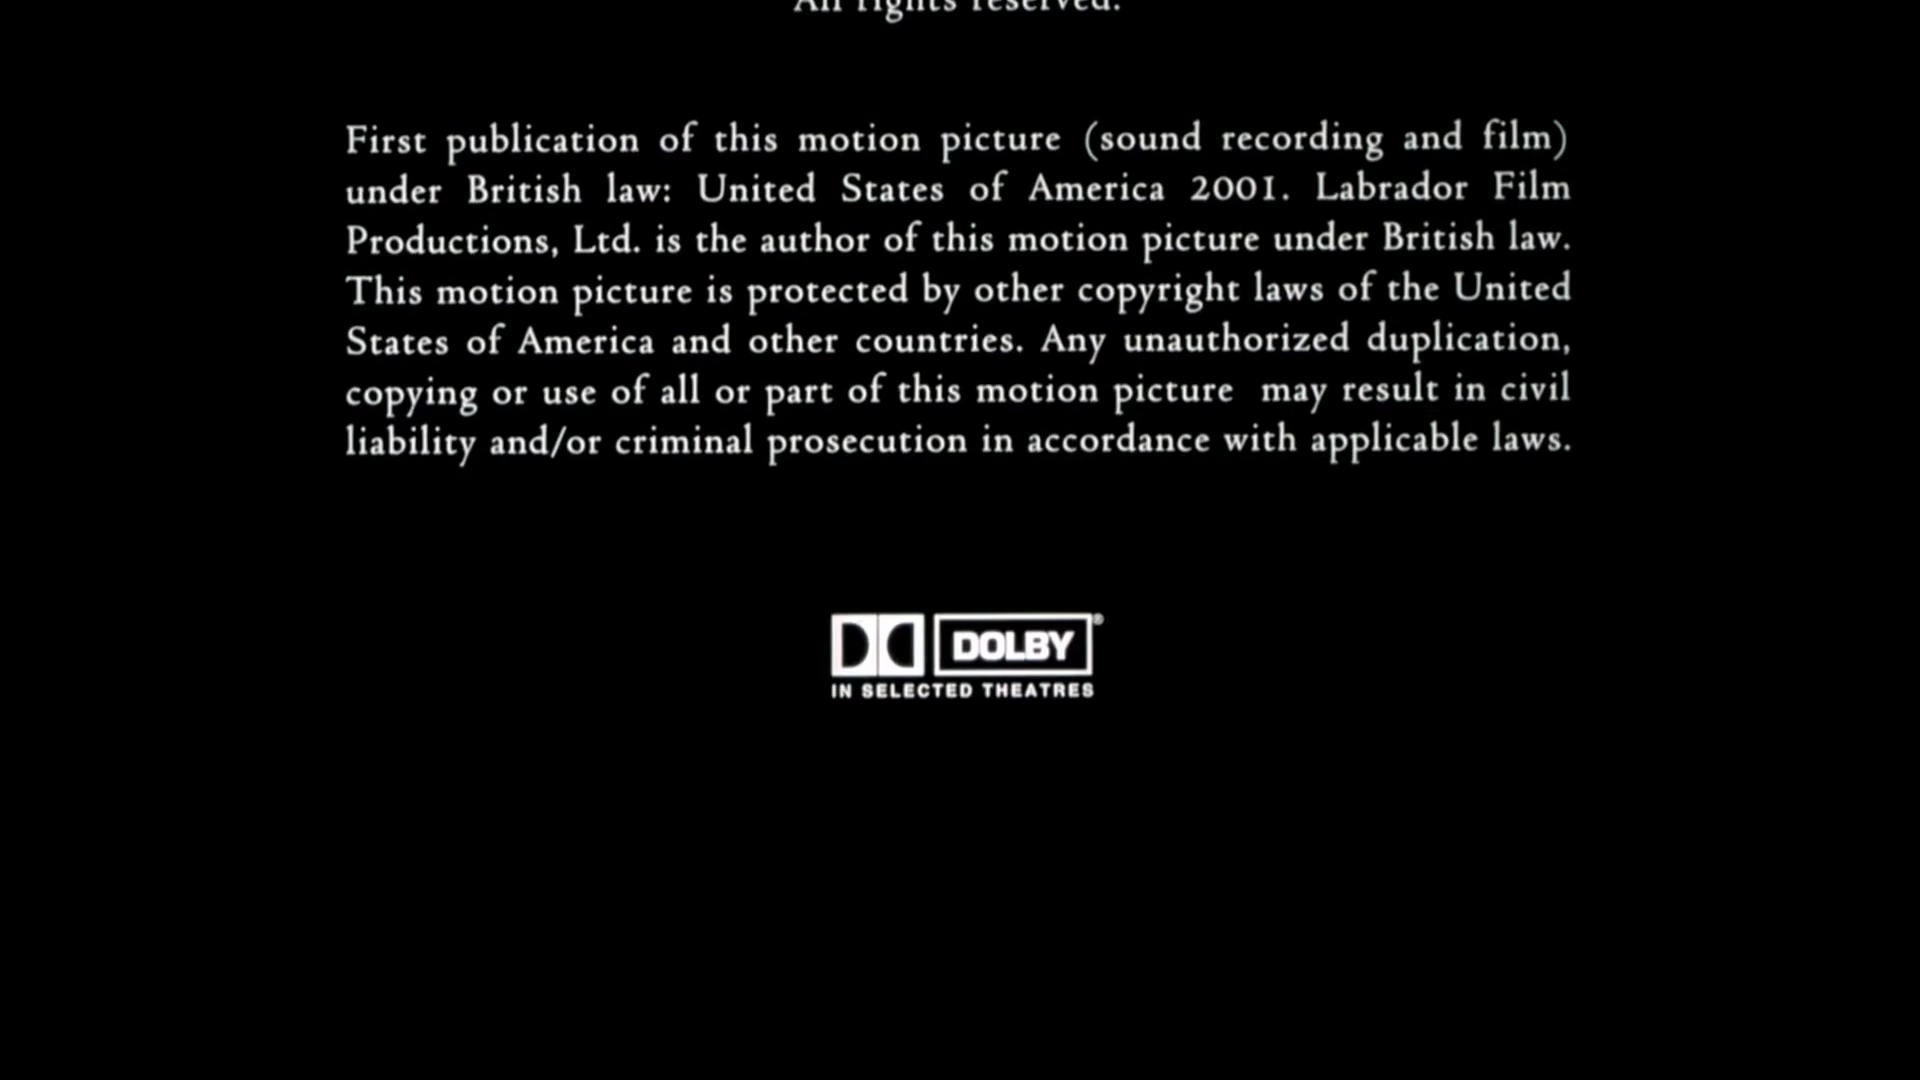 All rights reserved.
First publication of this motion picture (sound recording and film)
under British law: United States of America 2001. Labrador Film
Productions, Ltd. is the author of this motion picture under British law.
This motion picture is protected by other copyright laws of the United
States of America and other countries. Any unauthorized duplication,
copying or use of all or part of this motion picture may result in civil
liability and/or criminal prosecution in accordance with applicable laws.
DOLBY®
IN SELECTED THEATRES